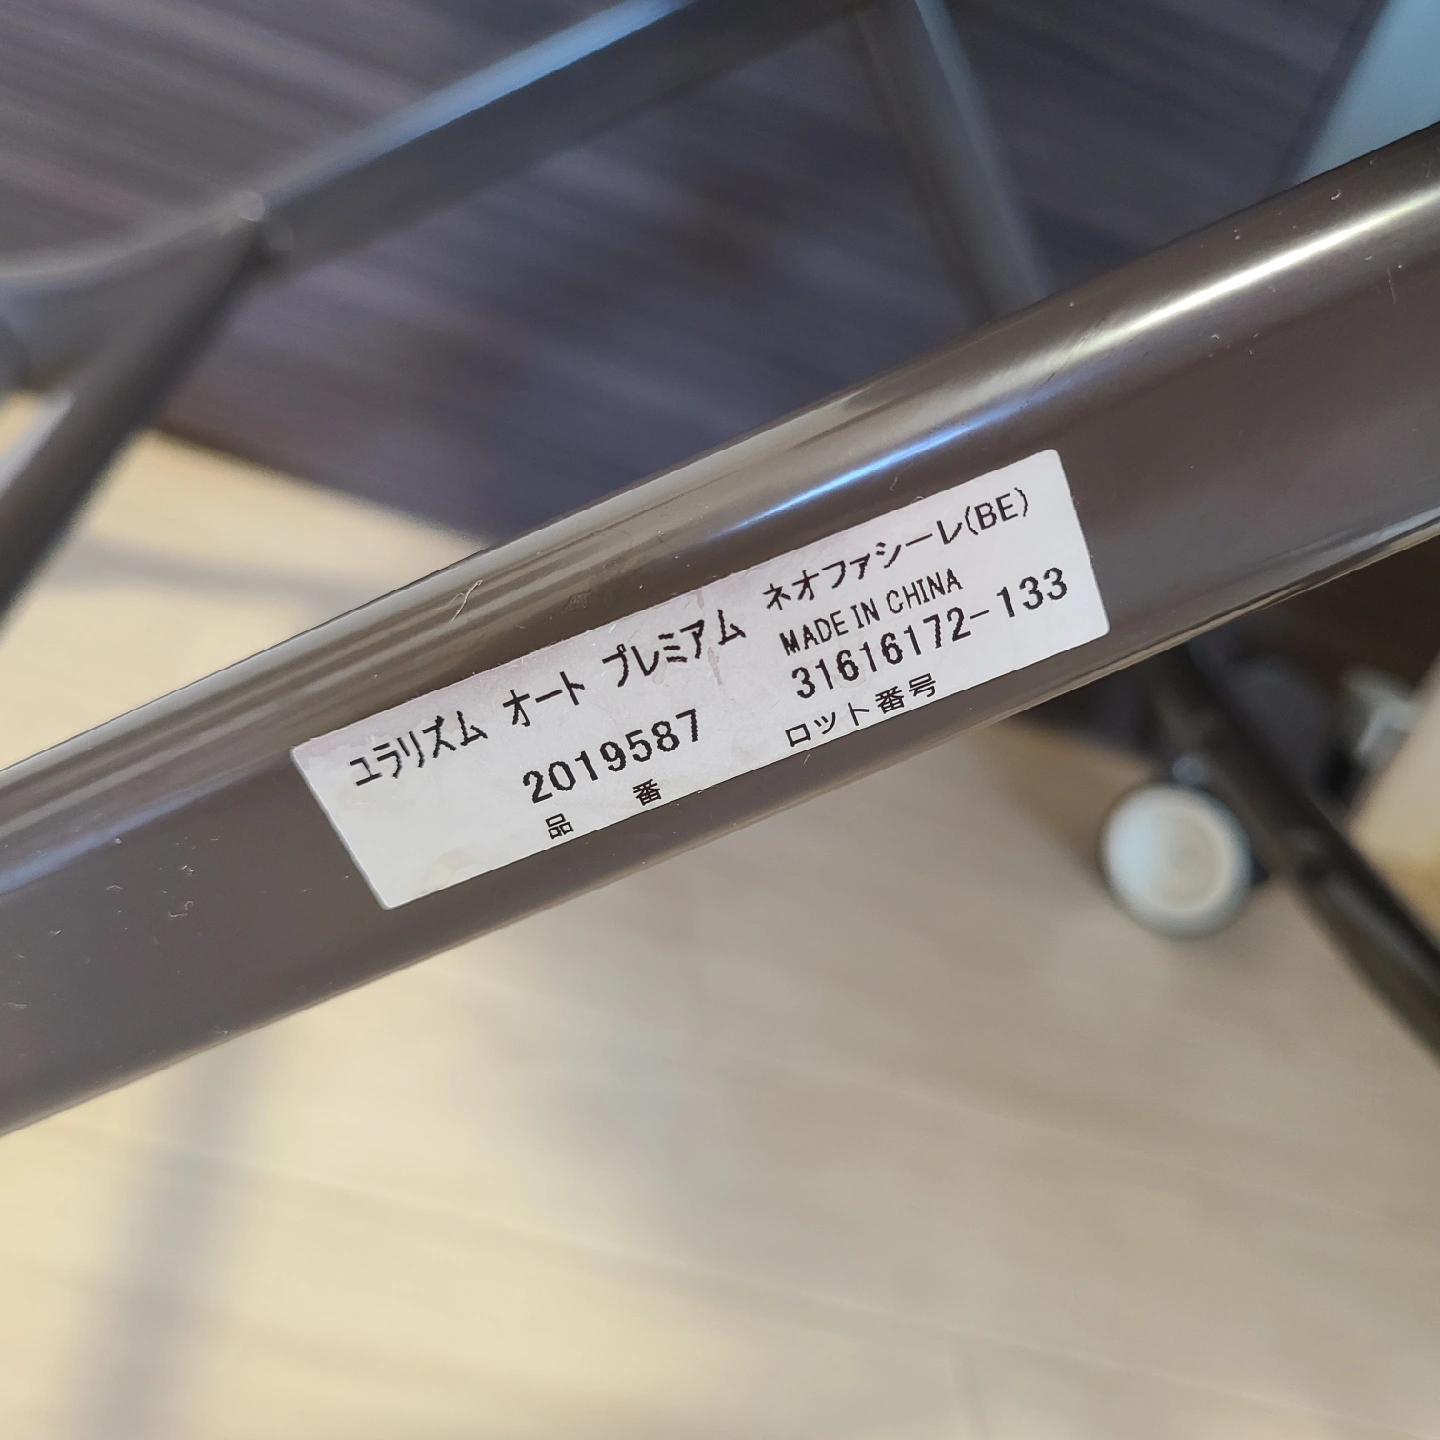 ユラリズム オート プレミアム ネオファシーレ(BE)
MADE IN CHINA
2019587 31616172-133
品 番 ロット番号